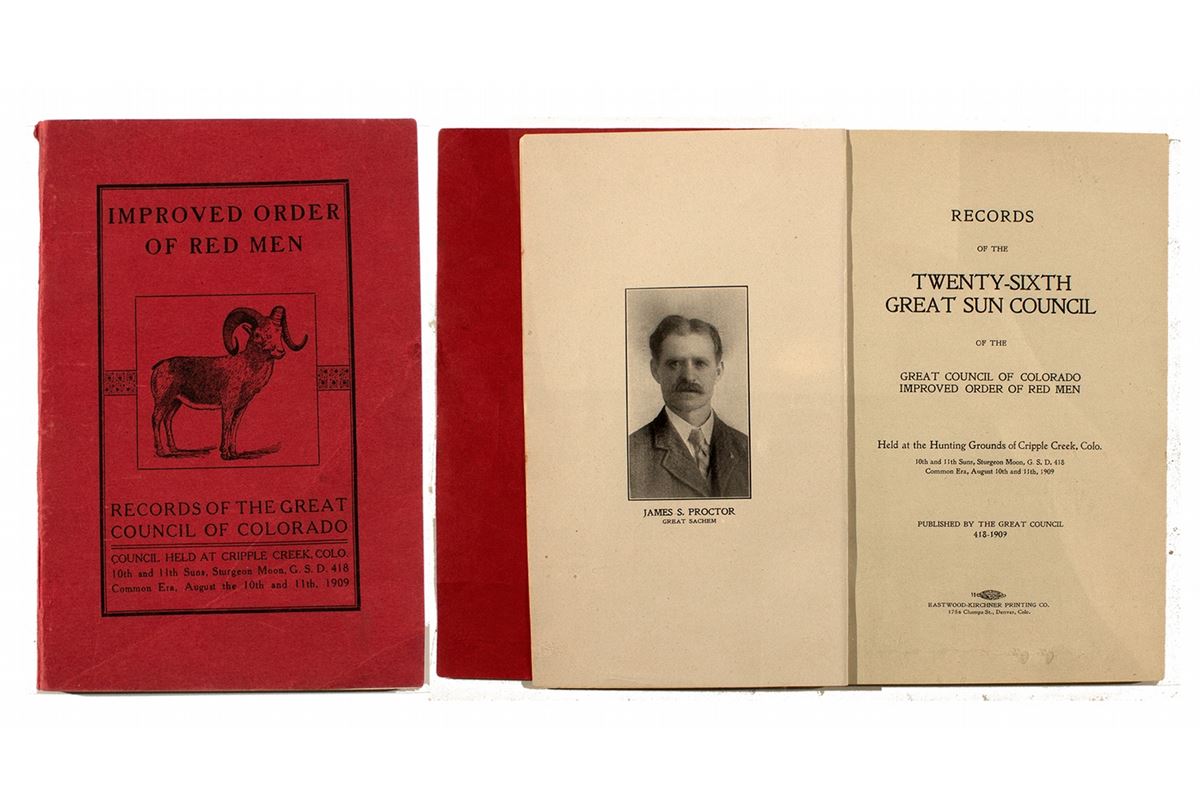 IMPROVED ORDER
OF RED MEN
RECORDS OF THE GREAT
COUNCIL OF COLORADO
COUNCIL HELD AT CRIPPLE CREEK, COLO.
10th and 11th Suns, Sturgeon Moon, G. S. D. 418
Common Era, August the 10th and 11th, 1909
JAMES S. PROCTOR
GREAT SACHEM
RECORDS
OF THE
TWENTY-SIXTH
GREAT SUN COUNCIL
OF THE
GREAT COUNCIL OF COLORADO
IMPROVED ORDER OF RED MEN
Held at the Hunting Grounds of Cripple Creek, Colo.
10th and 11th Suns, Sturgeon Moon, G. S. D. 418
Common Era, August 10th and 11th, 1909
PUBLISHED BY THE GREAT COUNCIL
418-1909
EASTWOOD-KIRCHNER PRINTING CO.
1754 Champa St., Denver, Colo.